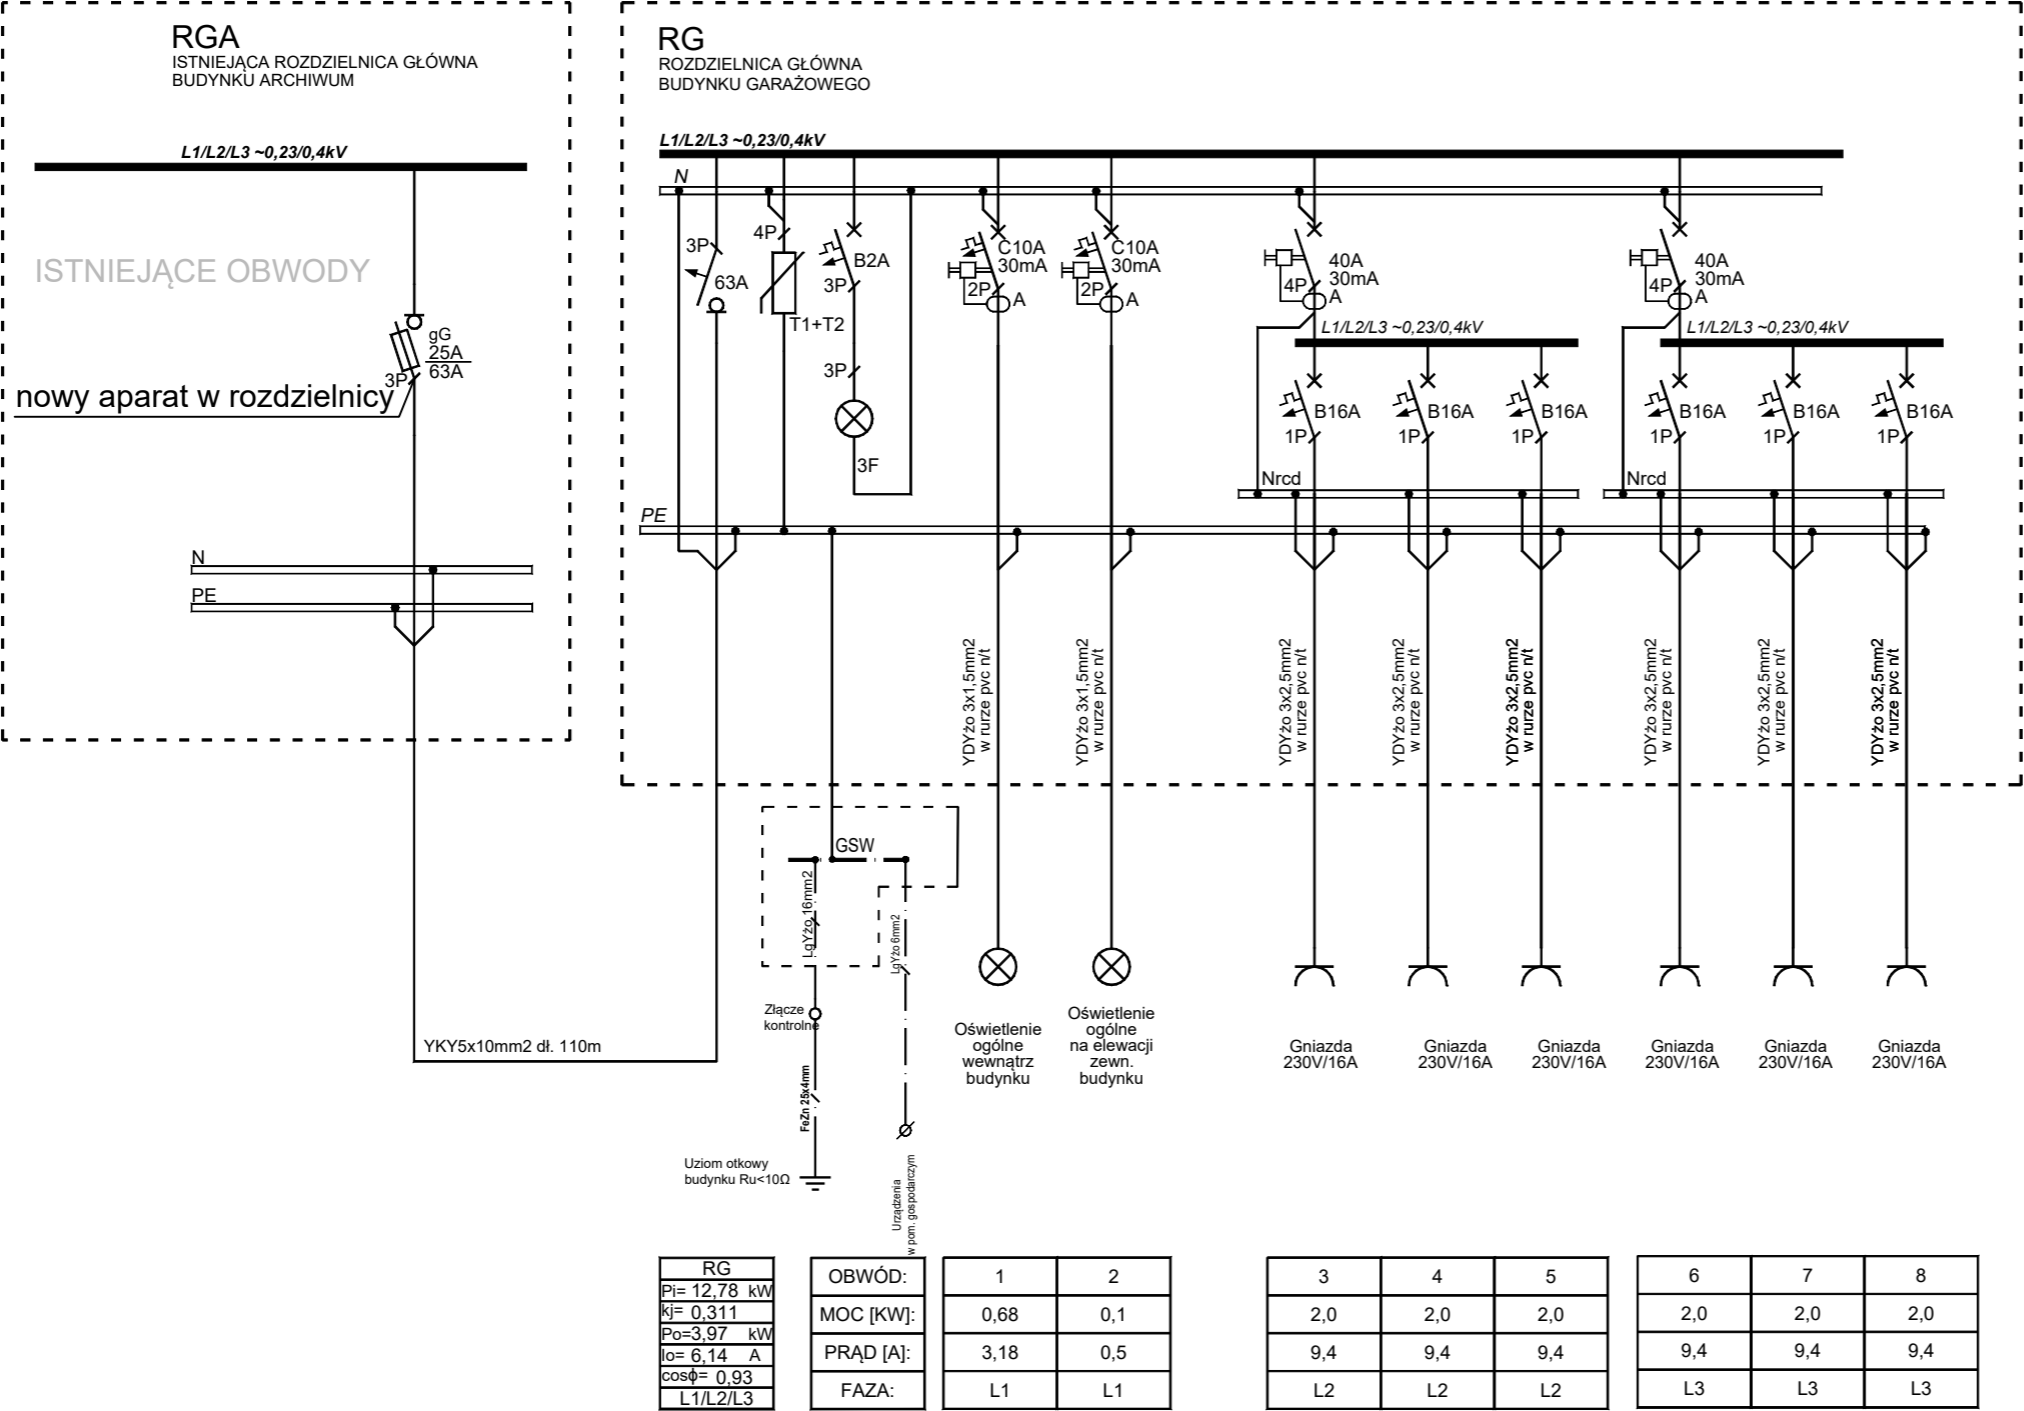 RGA
ISTNIEJĄCA ROZDZIELNICA GŁÓWNA
BUDYNKU ARCHIWUM
L1/L2/L3 ~0,23/0,4kV
ISTNIEJĄCE OBWODY
gG
25A
63A
3P
nowy aparat w rozdzielnicy
N
PE
YKY5x10mm2 dł. 110m
RG
ROZDZIELNICA GŁÓWNA
BUDYNKU GARAŻOWEGO
L1/L2/L3 ~0,23/0,4kV
N
3P
63A
4P
T1+T2
B2A
3P
3P
3F
C10A
30mA
2P
A
C10A
30mA
2P
A
40A
30mA
4P
A
L1/L2/L3 ~0,23/0,4kV
B16A
1P
B16A
1P
B16A
1P
Nrcd
40A
30mA
4P
A
L1/L2/L3 ~0,23/0,4kV
B16A
1P
B16A
1P
B16A
1P
Nrcd
PE
YDYżo 3x1,5mm2
w rurze pvc n/t
YDYżo 3x1,5mm2
w rurze pvc n/t
YDYżo 3x2,5mm2
w rurze pvc n/t
YDYżo 3x2,5mm2
w rurze pvc n/t
YDYżo 3x2,5mm2
w rurze pvc n/t
YDYżo 3x2,5mm2
w rurze pvc n/t
YDYżo 3x2,5mm2
w rurze pvc n/t
YDYżo 3x2,5mm2
w rurze pvc n/t
GSW
LgYżo 16mm2
LgYżo 6mm2
Złącze
kontrolne
FeZn 25x4mm
Uziom otkowy
budynku Ru<10Ω
Urządzenia
w pom. gospodarczym
Oświetlenie
ogólne
wewnątrz
budynku
Oświetlenie
ogólne
na elewacji
zewn.
budynku
Gniazda
230V/16A
Gniazda
230V/16A
Gniazda
230V/16A
Gniazda
230V/16A
Gniazda
230V/16A
Gniazda
230V/16A
RG
Pi= 12,78 kW
kj= 0,311
Po=3,97 kW
Io= 6,14 A
cosϕ= 0,93
L1/L2/L3
OBWÓD: 1 2 3 4 5 6 7 8
MOC [KW]: 0,68 0,1 2,0 2,0 2,0 2,0 2,0 2,0
PRĄD [A]: 3,18 0,5 9,4 9,4 9,4 9,4 9,4 9,4
FAZA: L1 L1 L2 L2 L2 L3 L3 L3